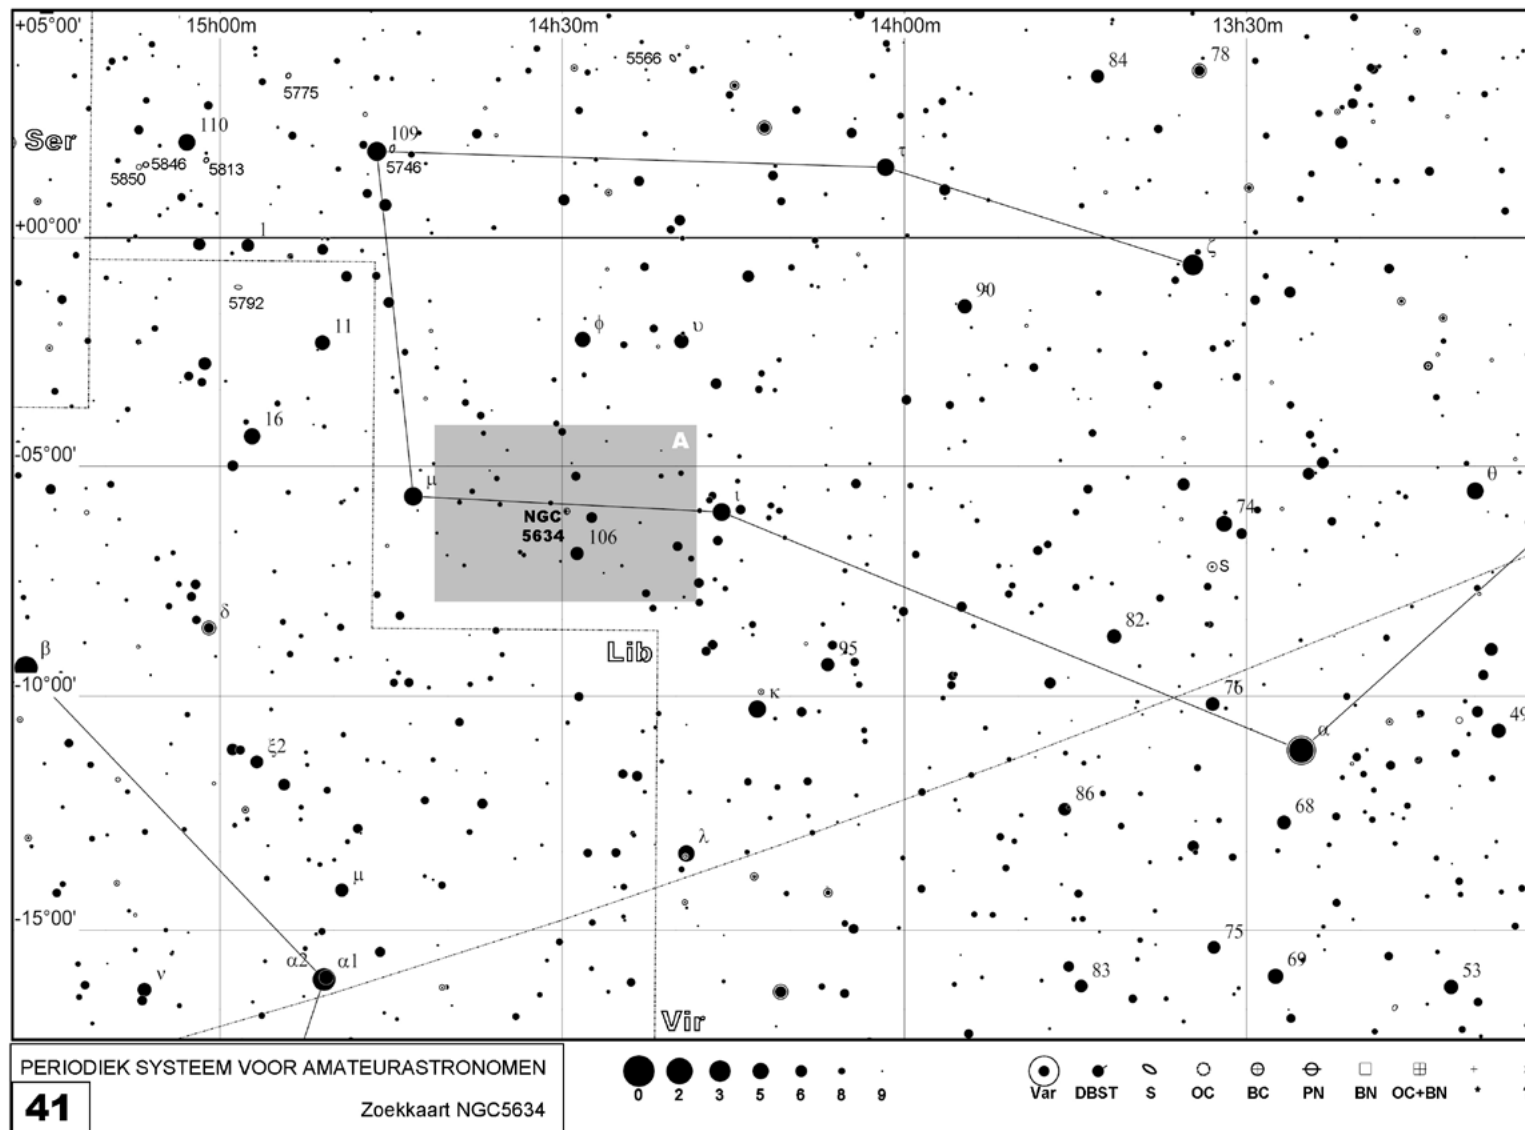 +05°00'
15h00m
14h30m
14h00m
13h30m
5566
84
78
5775
110
109
Ser
5846
5850
5813
5746
τ
+00°00'
1
ζ
5792
90
11
φ
υ
16
A
-05°00'
μ
ι
θ
NGC
5634
106
74
S
δ
82
β
Lib
95
-10°00'
κ
76
49
ξ2
α
86
68
λ
μ
-15°00'
75
α2
α1
ν
69
83
53
Vir
PERIODIEK SYSTEEM VOOR AMATEURASTRONOMEN
41
Zoekkaart NGC5634
0 2 3 5 6 8 9
Var DBST S OC BC PN BN OC+BN *